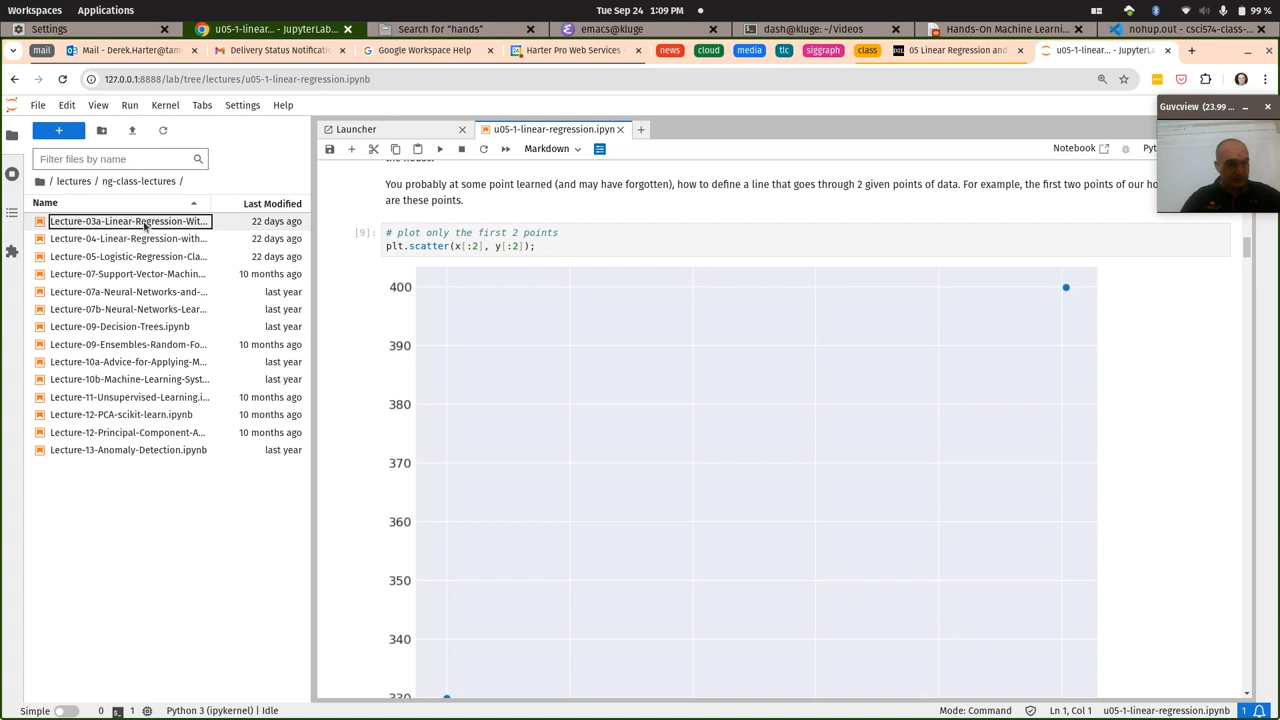 Workspaces Applications Tue Sep 24 1:09 PM 99 %
Settings u05-1-linear... - JupyterLab Search for "hands" emacs@kluge dash@kluge: ~/Videos Hands-On Machine Learnin... nohup.out - csci574-class-...
mail Mail - Derek.Harter@tam Delivery Status Notificatio Google Workspace Help Harter Pro Web Services - news cloud media tlc siggraph class 05 Linear Regression and u05-1-linear... - JupyterLa
127.0.0.1:8888/lab/tree/lectures/u05-1-linear-regression.ipynb
File Edit View Run Kernel Tabs Settings Help
Guvcview (23.99 ...
Launcher u05-1-linear-regression.ipyn
Markdown Notebook Pyt
Filter files by name
/ lectures / ng-class-lectures /
Name Last Modified
Lecture-03a-Linear-Regression-Wit... 22 days ago
Lecture-04-Linear-Regression-with... 22 days ago
Lecture-05-Logistic-Regression-Cla... 22 days ago
Lecture-07-Support-Vector-Machin... 10 months ago
Lecture-07a-Neural-Networks-and-... last year
Lecture-07b-Neural-Networks-Lear... last year
Lecture-09-Decision-Trees.ipynb last year
Lecture-09-Ensembles-Random-Fo... 10 months ago
Lecture-10a-Advice-for-Applying-M... last year
Lecture-10b-Machine-Learning-Syst... last year
Lecture-11-Unsupervised-Learning.i... 10 months ago
Lecture-12-PCA-scikit-learn.ipynb 10 months ago
Lecture-12-Principal-Component-A... 10 months ago
Lecture-13-Anomaly-Detection.ipynb last year
the house.
You probably at some point learned (and may have forgotten), how to define a line that goes through 2 given points of data. For example, the first two points of our ho
are these points.
[9]: # plot only the first 2 points
plt.scatter(x[:2], y[:2]);
400
390
380
370
360
350
340
330
Simple 0 1 Python 3 (ipykernel) | Idle Mode: Command Ln 1, Col 1 u05-1-linear-regression.ipynb 1